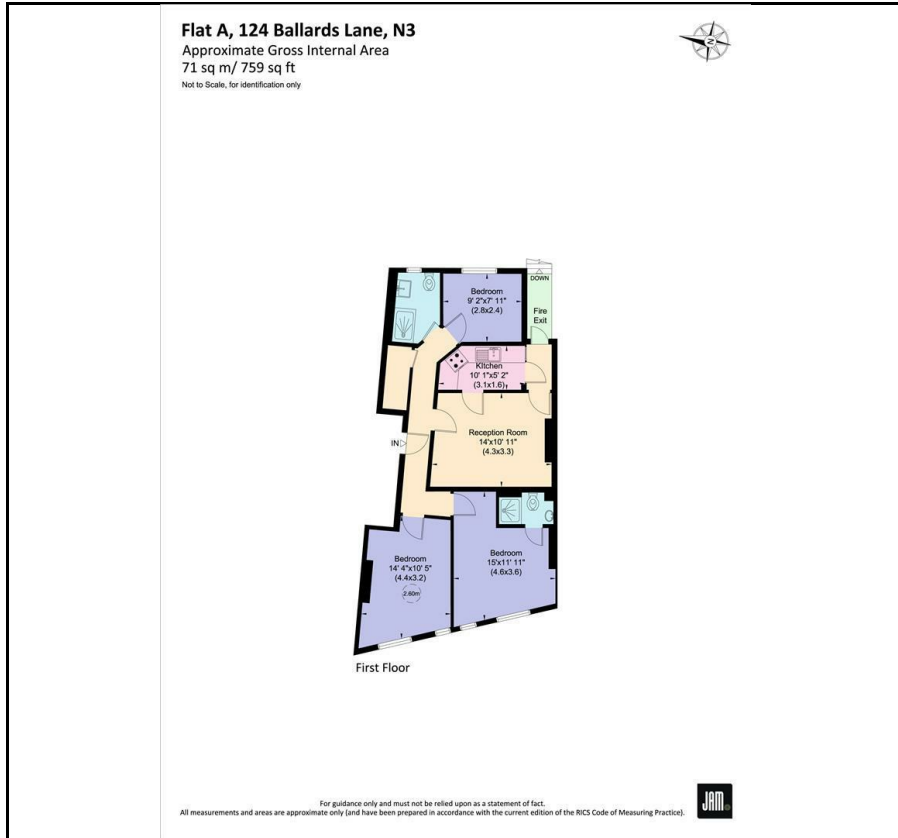 Flat A, 124 Ballards Lane, N3
Approximate Gross Internal Area
71 sq m/ 759 sq ft
Not to Scale, for identification only
N
DOWN
Bedroom
9' 2"x7' 11"
(2.8x2.4)
Fire
Exit
Kitchen
10' 1"x5' 2"
(3.1x1.6)
Reception Room
14'x10' 11"
(4.3x3.3)
IN
Bedroom
14' 4"x10' 5"
(4.4x3.2)
2.60m
Bedroom
15'x11' 11"
(4.6x3.6)
First Floor
For guidance only and must not be relied upon as a statement of fact.
All measurements and areas are approximate only (and have been prepared in accordance with the current edition of the RICS Code of Measuring Practice).
JAM.